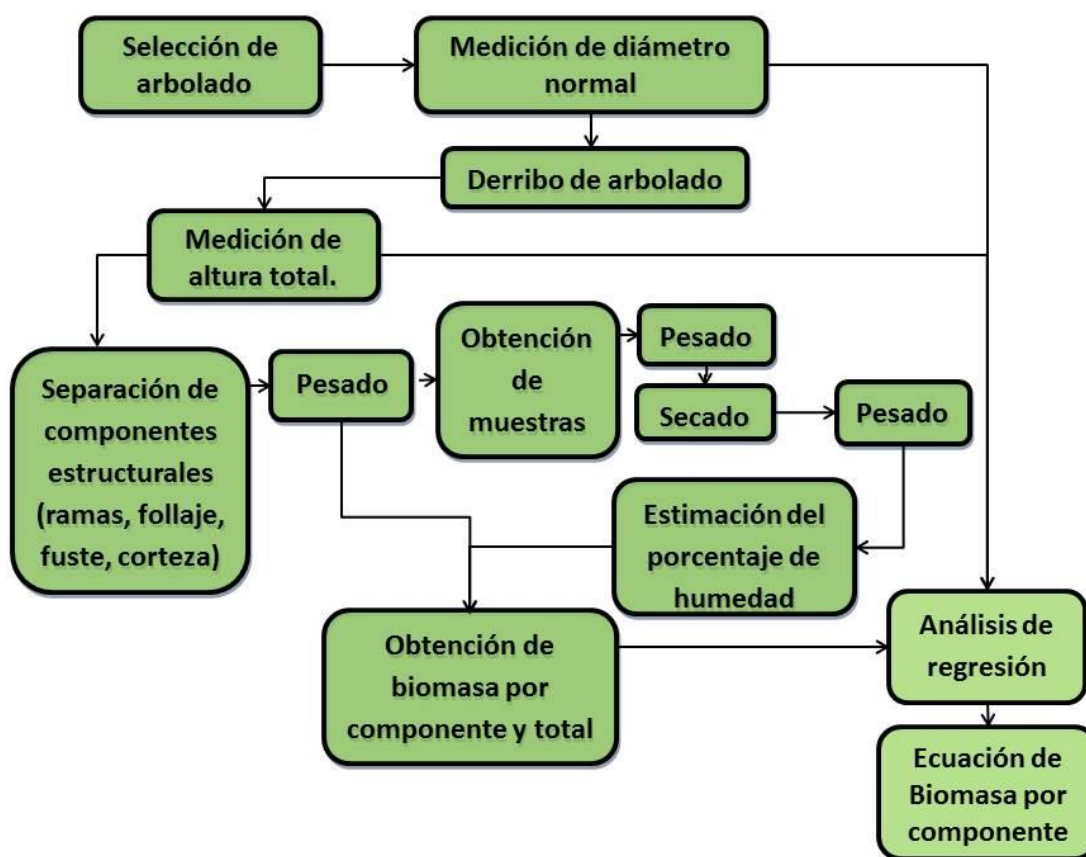 Selección de
arbolado
Medición de diámetro
normal
Derribo de arbolado
Medición de
altura total.
Separación de
componentes
estructurales
(ramas, follaje,
fuste, corteza)
Pesado
Obtención
de
muestras
Pesado
Secado
Pesado
Estimación del
porcentaje de
humedad
Obtención de
biomasa por
componente y total
Análisis de
regresión
Ecuación de
Biomasa por
componente